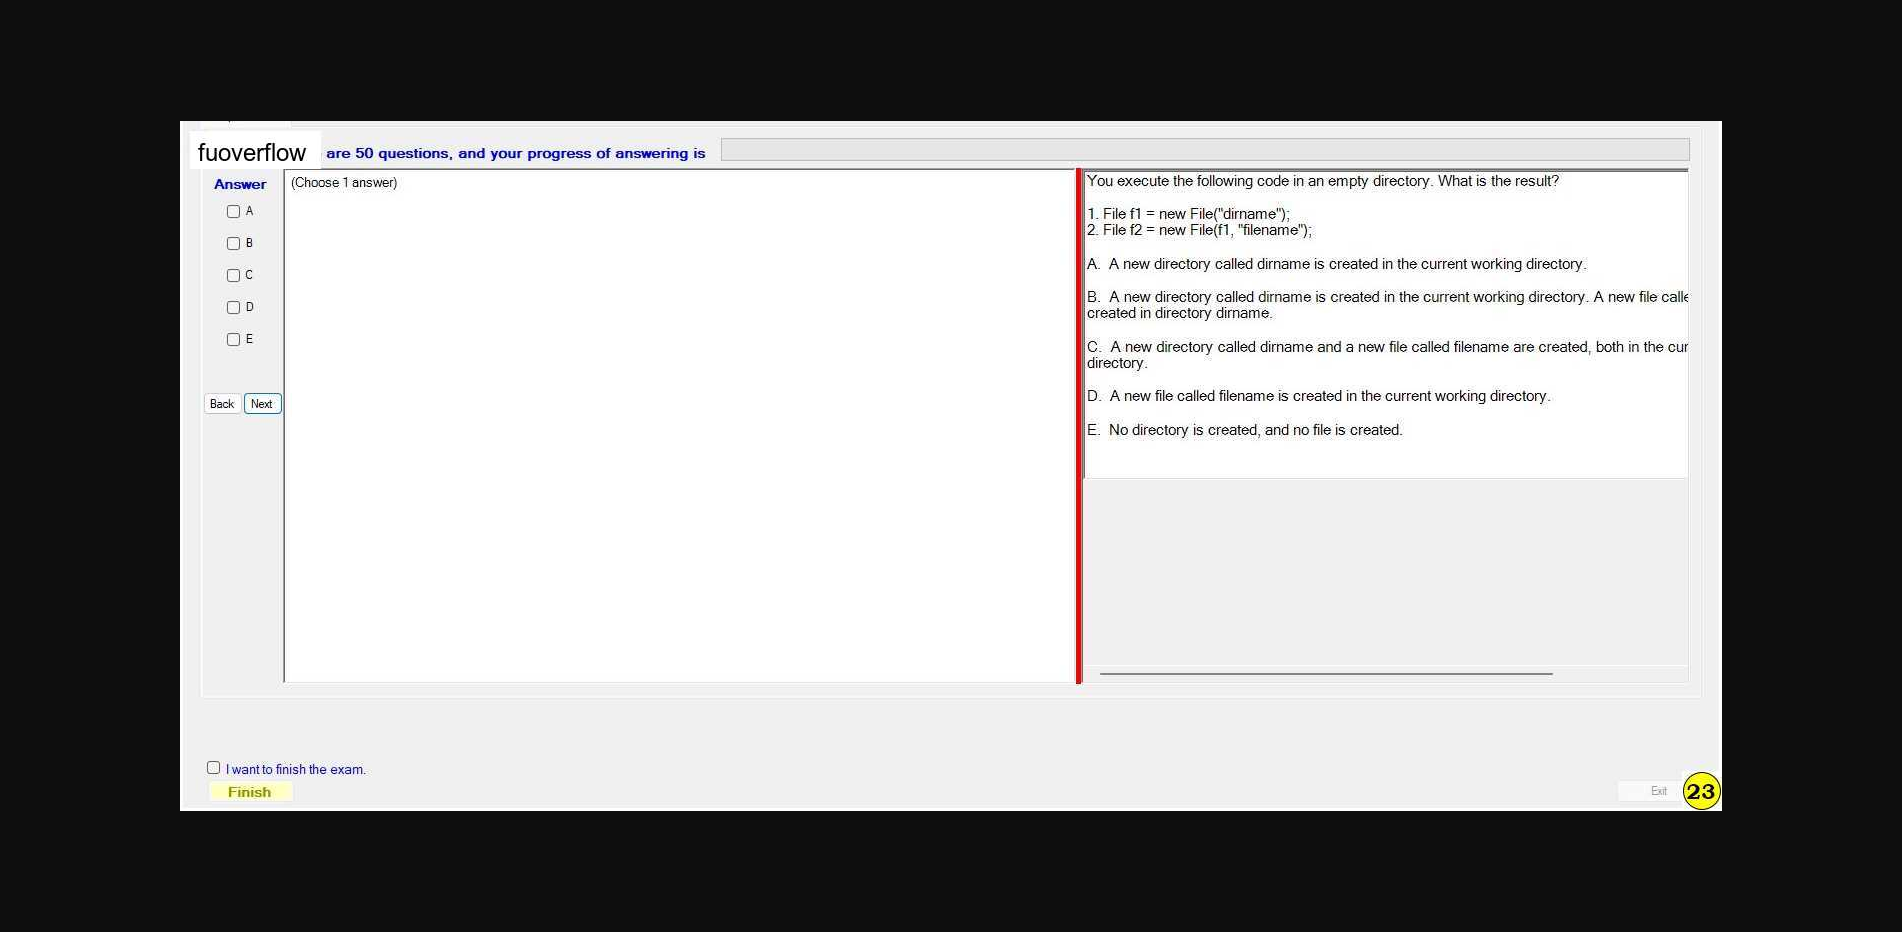 fuoverflow are 50 questions, and your progress of answering is
Answer
A
B
C
D
E
Back Next
(Choose 1 answer)
You execute the following code in an empty directory. What is the result?
1. File f1 = new File("dirname");
2. File f2 = new File(f1, "filename");
A. A new directory called dirname is created in the current working directory.
B. A new directory called dirname is created in the current working directory. A new file calle
created in directory dirname.
C. A new directory called dirname and a new file called filename are created, both in the cur
directory.
D. A new file called filename is created in the current working directory.
E. No directory is created, and no file is created.
I want to finish the exam.
Finish
Exit
23